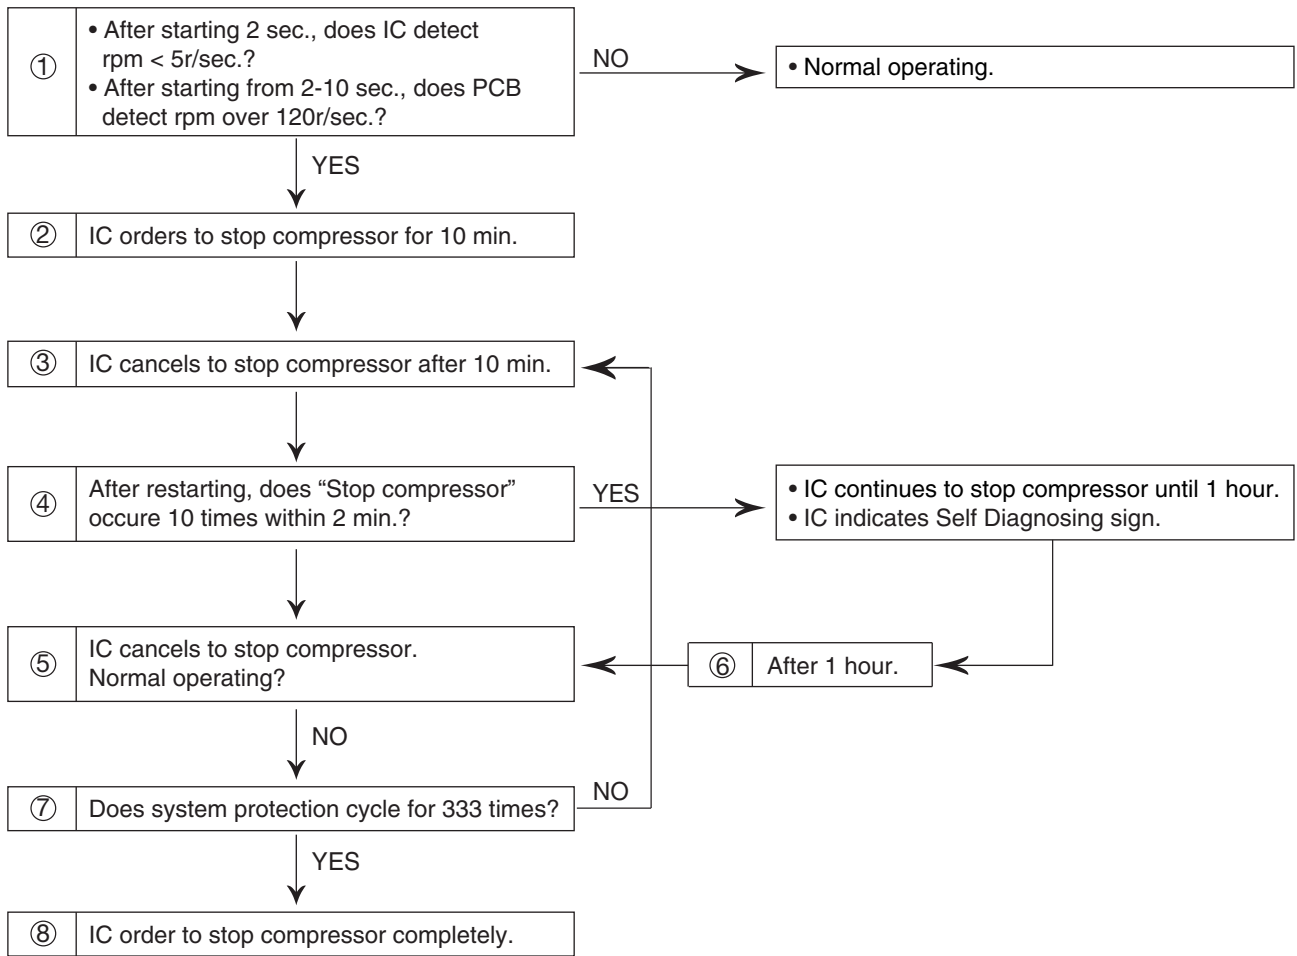 ①
• After starting 2 sec., does IC detect
rpm < 5r/sec.?
• After starting from 2-10 sec., does PCB
detect rpm over 120r/sec.?
NO
• Normal operating.
YES
②
IC orders to stop compressor for 10 min.
③
IC cancels to stop compressor after 10 min.
④
After restarting, does “Stop compressor”
occure 10 times within 2 min.?
YES
• IC continues to stop compressor until 1 hour.
• IC indicates Self Diagnosing sign.
⑤
IC cancels to stop compressor.
Normal operating?
⑥
After 1 hour.
NO
⑦
Does system protection cycle for 333 times?
NO
YES
⑧
IC order to stop compressor completely.